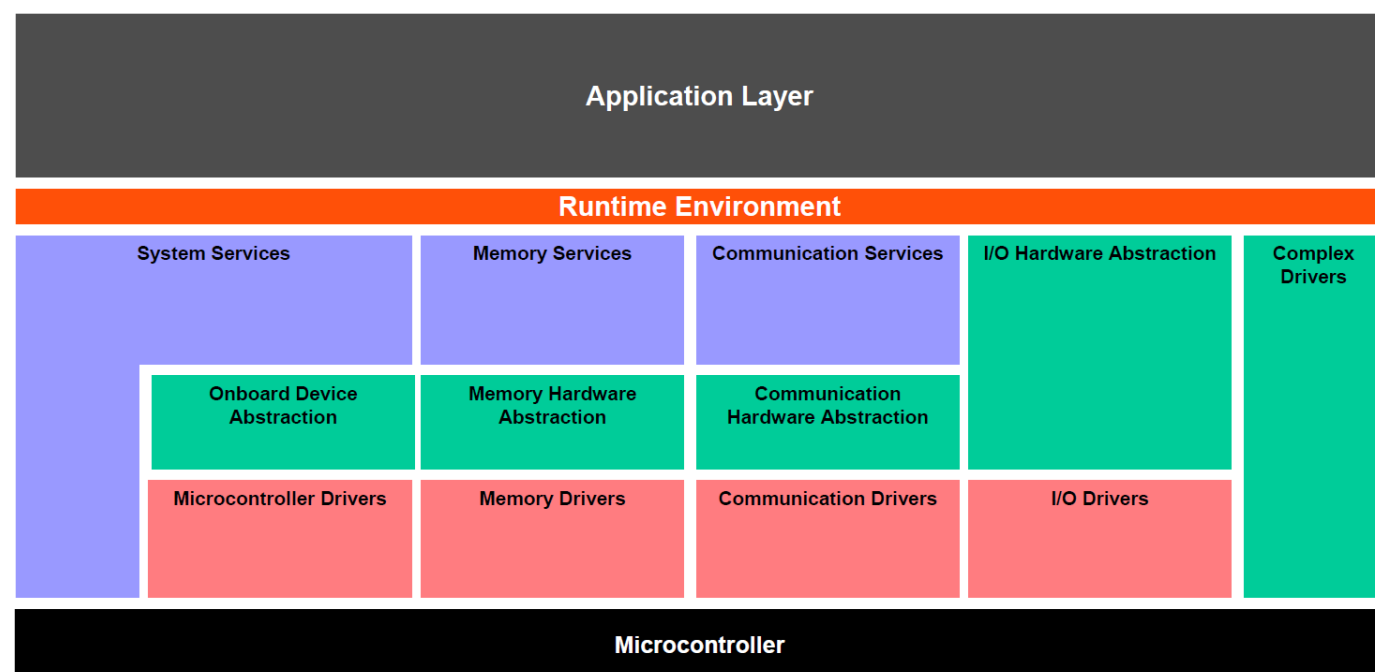 Application Layer
Runtime Environment
System Services
Memory Services
Communication Services
I/O Hardware Abstraction
Complex
Drivers
Onboard Device
Abstraction
Memory Hardware
Abstraction
Communication
Hardware Abstraction
Microcontroller Drivers
Memory Drivers
Communication Drivers
I/O Drivers
Microcontroller